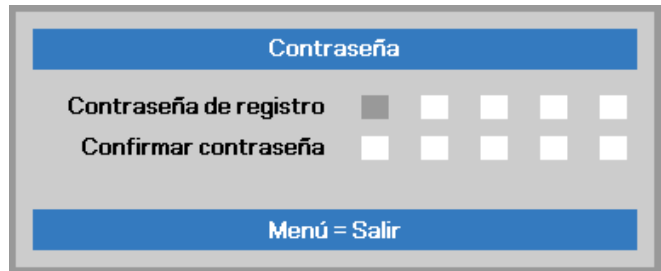 Contraseña
Contraseña de registro
Confirmar contraseña
Menú = Salir